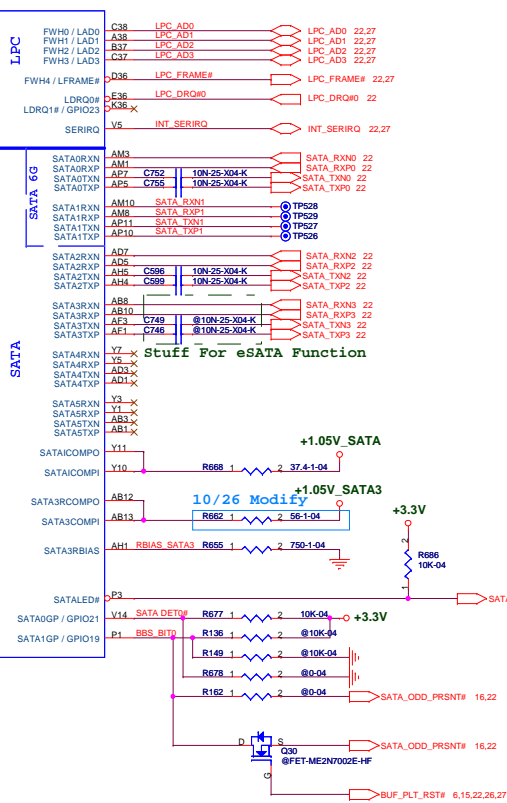 LPC
FWH0 / LAD0 C38 LPC_AD0 LPC_AD0 22,27
FWH1 / LAD1 A38 LPC_AD1 LPC_AD1 22,27
FWH2 / LAD2 B37 LPC_AD2 LPC_AD2 22,27
FWH3 / LAD3 C37 LPC_AD3 LPC_AD3 22,27
FWH4 / LFRAME# D36 LPC_FRAME# LPC_FRAME# 22,27
LDRQ0# E36 LPC_DRQ#0 LPC_DRQ#0 22
LDRQ1# / GPIO23 K36
SERIRQ V5 INT_SERIRQ INT_SERIRQ 22,27
SATA 6G
SATA0RXN AM3 SATA_RXN0 22
SATA0RXP AM1 SATA_RXP0 22
SATA0TXN AP7 C752 10N-25-X04-K SATA_TXN0 22
SATA0TXP AP5 C755 10N-25-X04-K SATA_TXP0 22
SATA1RXN AM10 SATA_RXN1 TP528
SATA1RXP AM8 SATA_RXP1 TP529
SATA1TXN AP11 SATA_TXN1 TP527
SATA1TXP AP10 SATA_TXP1 TP526
SATA
SATA2RXN AD7 SATA_RXN2 22
SATA2RXP AD5 SATA_RXP2 22
SATA2TXN AH5 C596 10N-25-X04-K SATA_TXN2 22
SATA2TXP AH4 C599 10N-25-X04-K SATA_TXP2 22
SATA3RXN AB8 SATA_RXN3 22
SATA3RXP AB10 SATA_RXP3 22
SATA3TXN AF3 C749 @10N-25-X04-K SATA_TXN3 22
SATA3TXP AF1 C746 @10N-25-X04-K SATA_TXP3 22
Stuff For eSATA Function
SATA4RXN Y7
SATA4RXP Y5
SATA4TXN AD3
SATA4TXP AD1
SATA5RXN Y3
SATA5RXP Y1
SATA5TXN AB3
SATA5TXP AB1
+1.05V_SATA
SATAICOMPO Y11
SATAICOMPI Y10 R668 1 2 37.4-1-04
10/26 Modify +1.05V_SATA3
SATA3RCOMPO AB12
SATA3COMPI AB13 R662 1 2 56-1-04
+3.3V
SATA3RBIAS AH1 RBIAS_SATA3 R655 1 2 750-1-04
2 R686 10K-04 1
SATALED# P3 SATA
SATA0GP / GPIO21 V14 SATA DET0# R677 1 2 10K-04 +3.3V
SATA1GP / GPIO19 P1 BBS_BIT0 R136 1 2 @10K-04
R149 1 2 @10K-04
R678 1 2 @0-04
R162 1 2 @0-04 SATA_ODD_PRSNT# 16,22
D S SATA_ODD_PRSNT# 16,22
Q30
@FET-ME2N7002E-HF
G
BUF_PLT_RST# 6,15,22,26,27